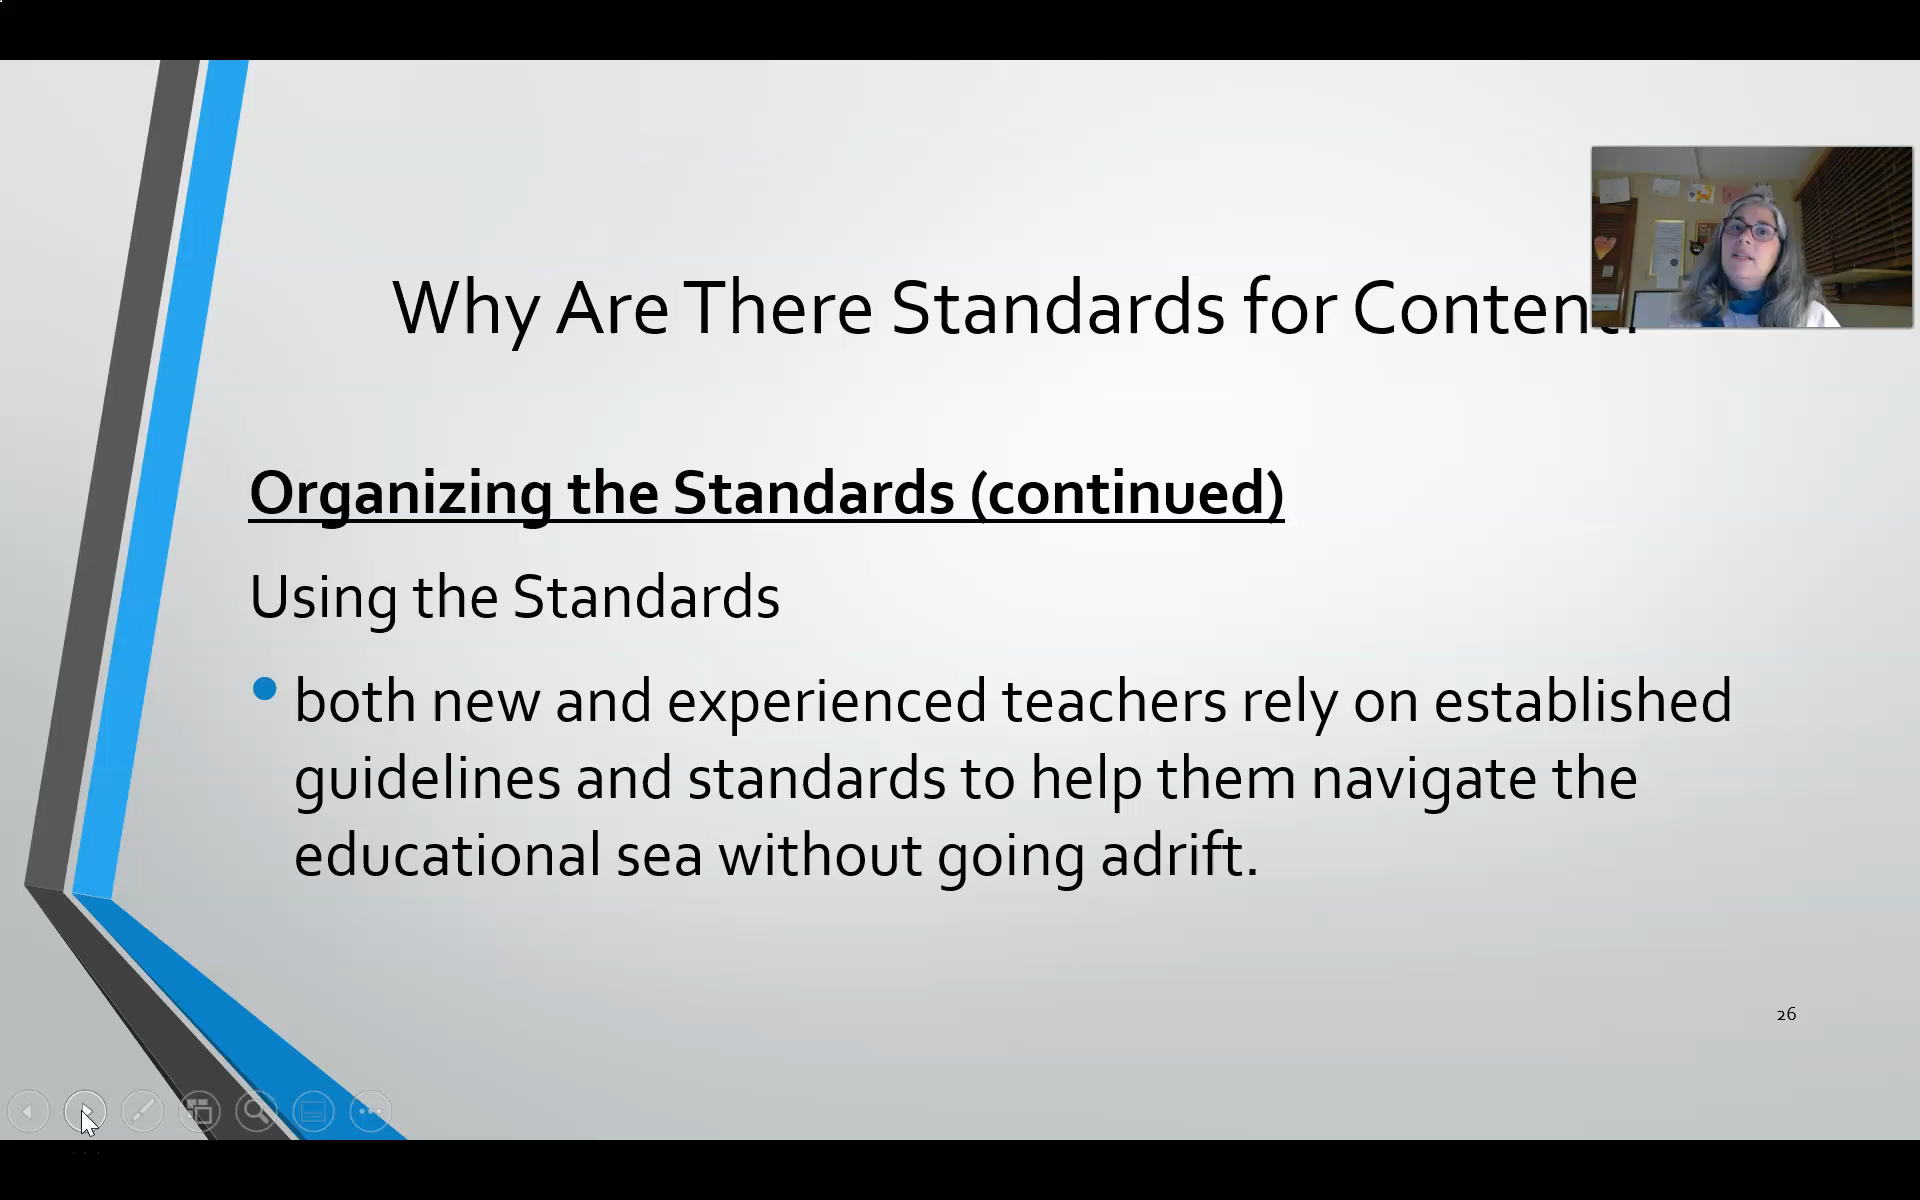 Why Are There Standards for Content
Organizing the Standards (continued)
Using the Standards
both new and experienced teachers rely on established
guidelines and standards to help them navigate the
educational sea without going adrift.
26